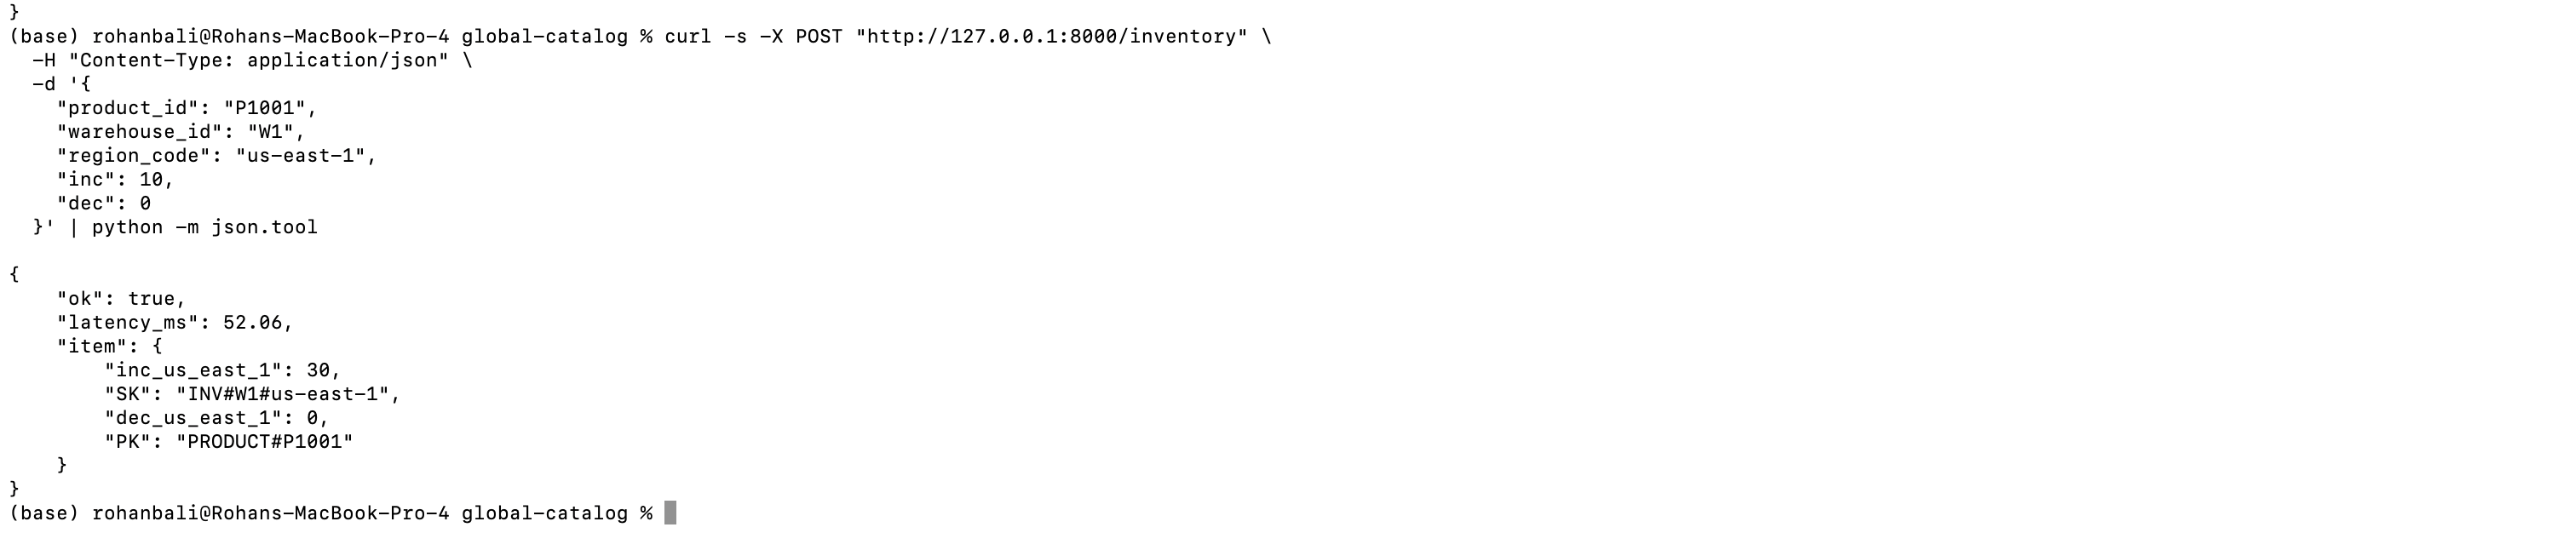 }
(base) rohanbali@Rohans-MacBook-Pro-4 global-catalog % curl -s -X POST "http://127.0.0.1:8000/inventory" \
  -H "Content-Type: application/json" \
  -d '{
    "product_id": "P1001",
    "warehouse_id": "W1",
    "region_code": "us-east-1",
    "inc": 10,
    "dec": 0
  }' | python -m json.tool

{
    "ok": true,
    "latency_ms": 52.06,
    "item": {
        "inc_us_east_1": 30,
        "SK": "INV#W1#us-east-1",
        "dec_us_east_1": 0,
        "PK": "PRODUCT#P1001"
    }
}
(base) rohanbali@Rohans-MacBook-Pro-4 global-catalog %